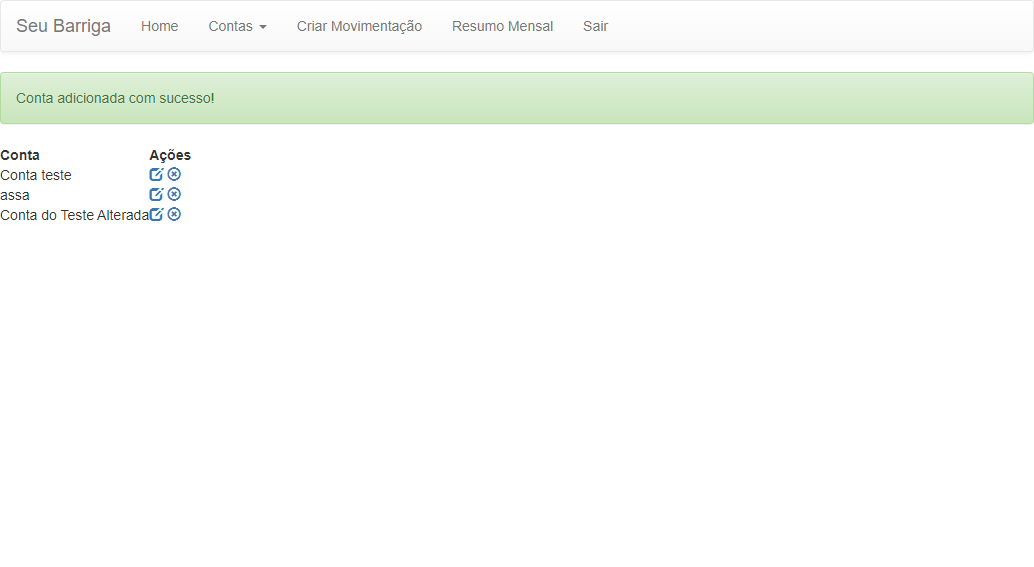 Seu Barriga Home Contas Criar Movimentação Resumo Mensal Sair
Conta adicionada com sucesso!
Conta Ações
Conta teste
assa
Conta do Teste Alterada